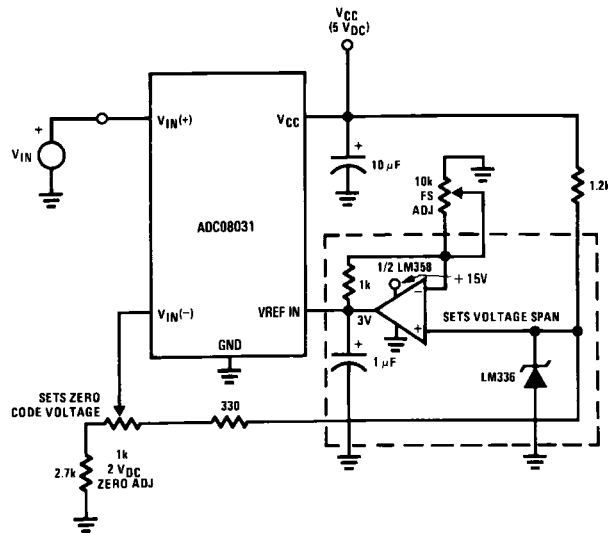 VCC
(5 VDC)
VIN(+)
VCC
+
VIN
+
10 µF
10k
FS
ADJ
1.2k
ADC08031
1/2 LM358
+ 15V
1k
−
VIN(−)
VREF IN
3V
+
SETS VOLTAGE SPAN
GND
+
1 µF
LM336
SETS ZERO
CODE VOLTAGE
330
1k
2 VDC
ZERO ADJ
2.7k